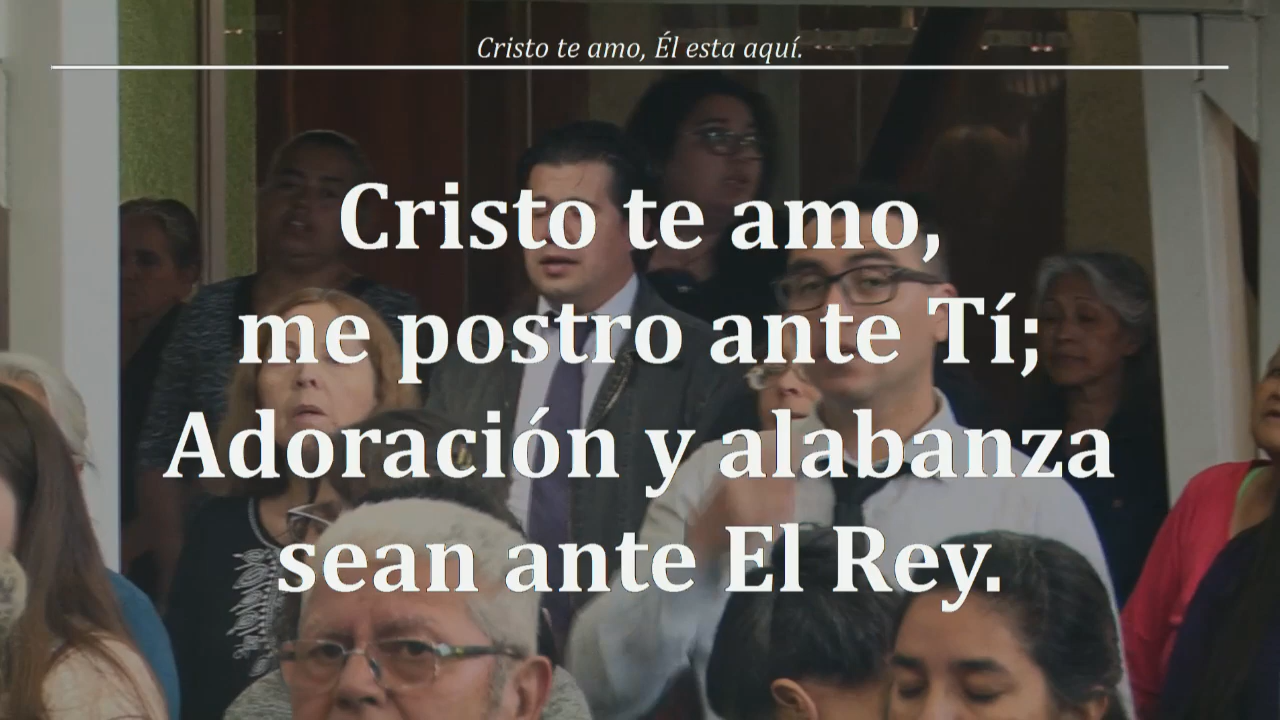 Cristo te amo, Él esta aquí.
Cristo te amo,
me postro ante Tí;
Adoración y alabanza
sean ante El Rey.